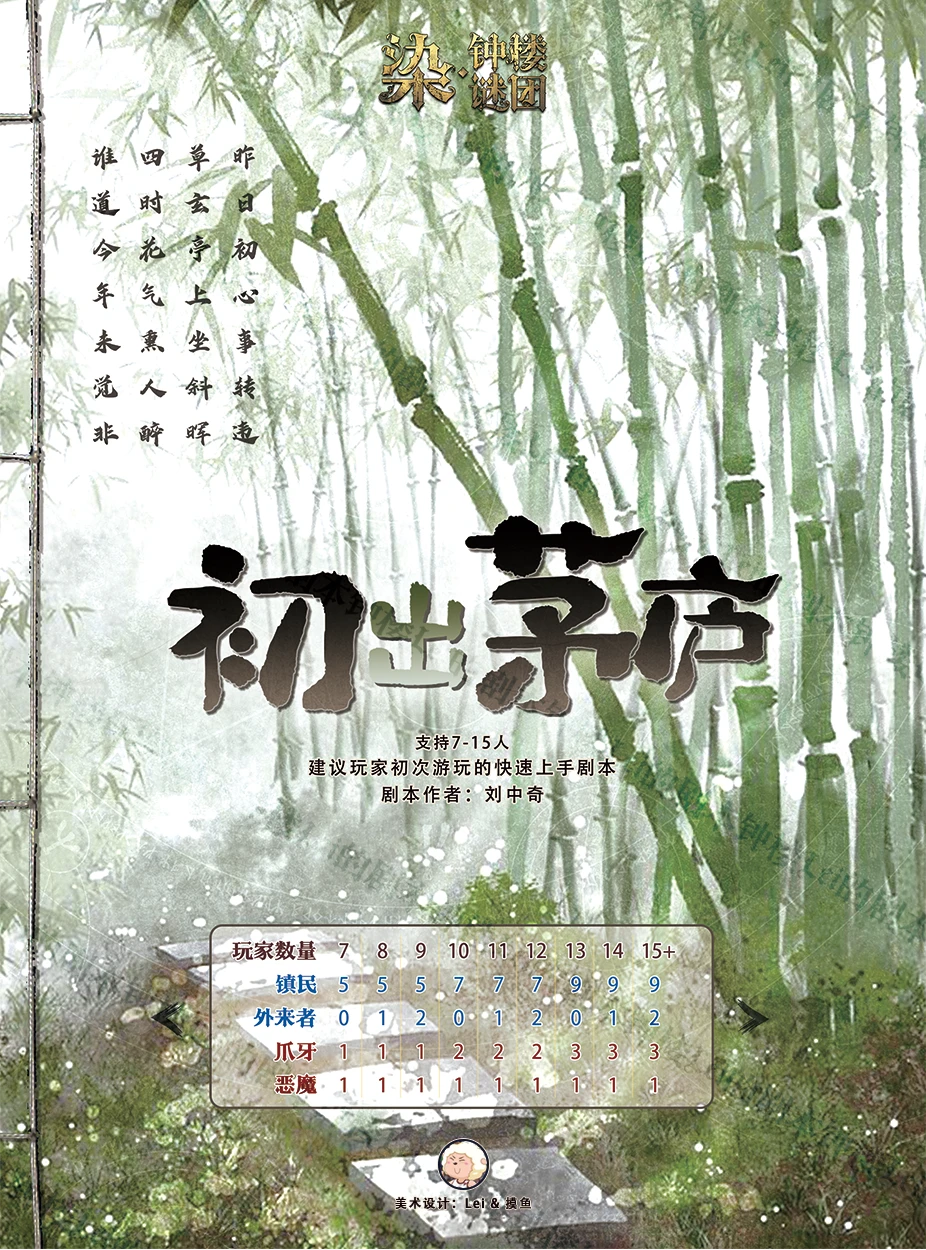 染·钟楼谜团
昨日初心事转违
草玄亭上坐斜晖
四时花气熏人醉
谁道今年未觉非
初出茅庐
支持7-15人
建议玩家初次游玩的快速上手剧本
剧本作者：刘中奇
玩家数量 7 8 9 10 11 12 13 14 15+
镇民 5 5 5 7 7 7 9 9 9
外来者 0 1 2 0 1 2 0 1 2
爪牙 1 1 1 2 2 2 3 3 3
恶魔 1 1 1 1 1 1 1 1 1
美术设计：Lei & 摸鱼